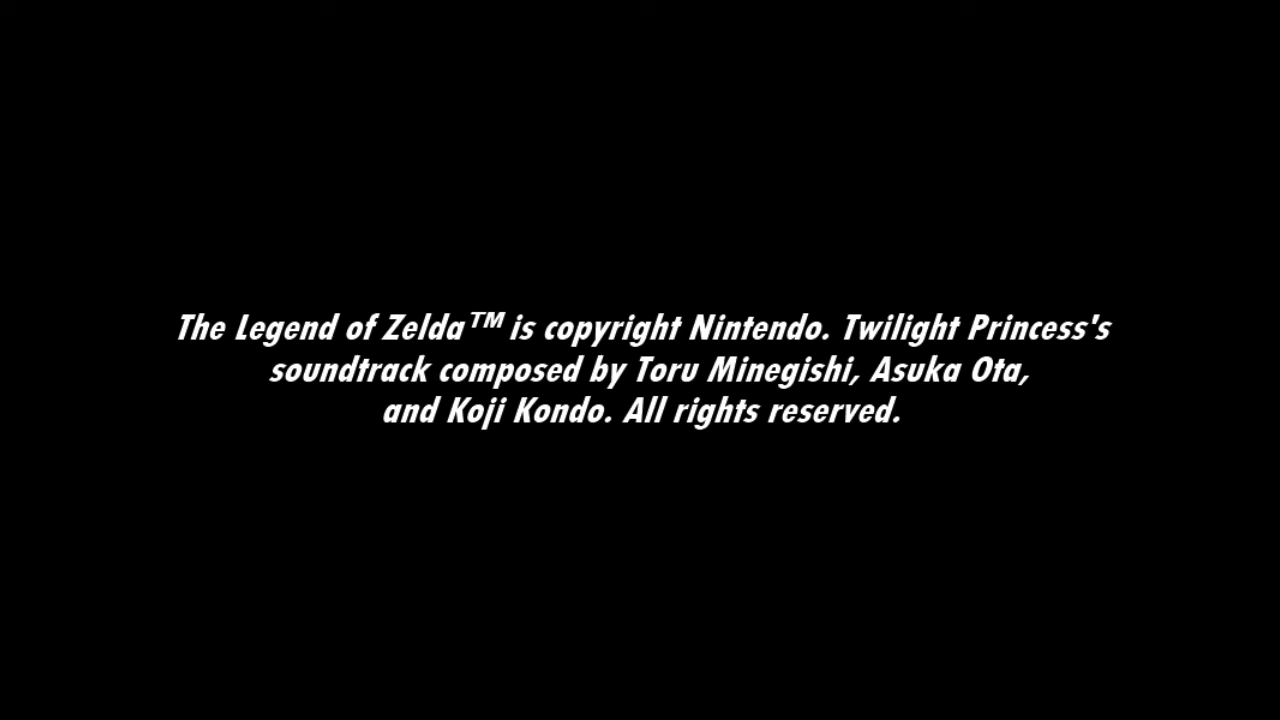 The Legend of Zelda™ is copyright Nintendo. Twilight Princess's
soundtrack composed by Toru Minegishi, Asuka Ota,
and Koji Kondo. All rights reserved.